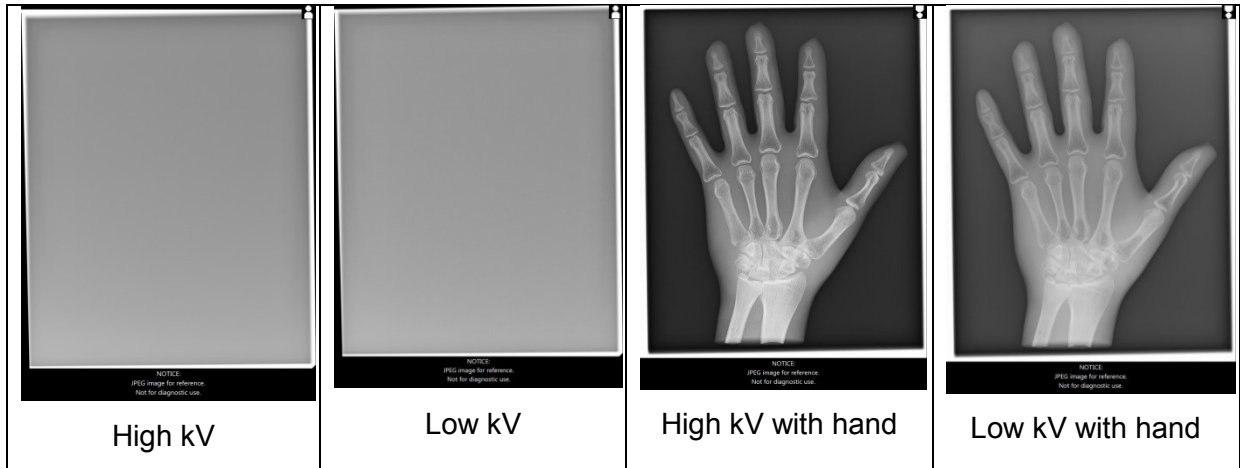 NOTICE:
JPEG image for reference.
Not for diagnostic use.
High kV
NOTICE:
JPEG image for reference.
Not for diagnostic use.
Low kV
NOTICE:
JPEG image for reference.
Not for diagnostic use.
High kV with hand
NOTICE:
JPEG image for reference.
Not for diagnostic use.
Low kV with hand